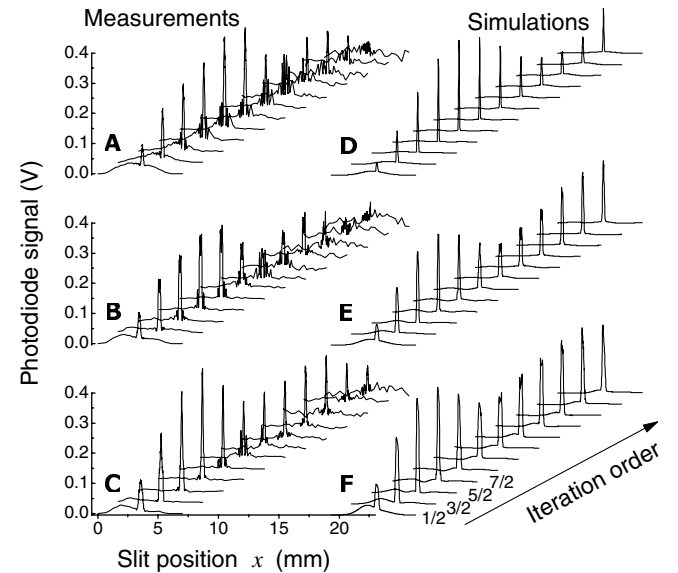 Measurements
Simulations
Photodiode signal (V)
0.4
0.3
0.2
0.1
0.0
A
D
0.4
0.3
0.2
0.1
0.0
B
E
0.4
0.3
0.2
0.1
0.0
C
F
1/2
3/2
5/2
7/2
Iteration order
0
5
10
15
20
Slit position x (mm)